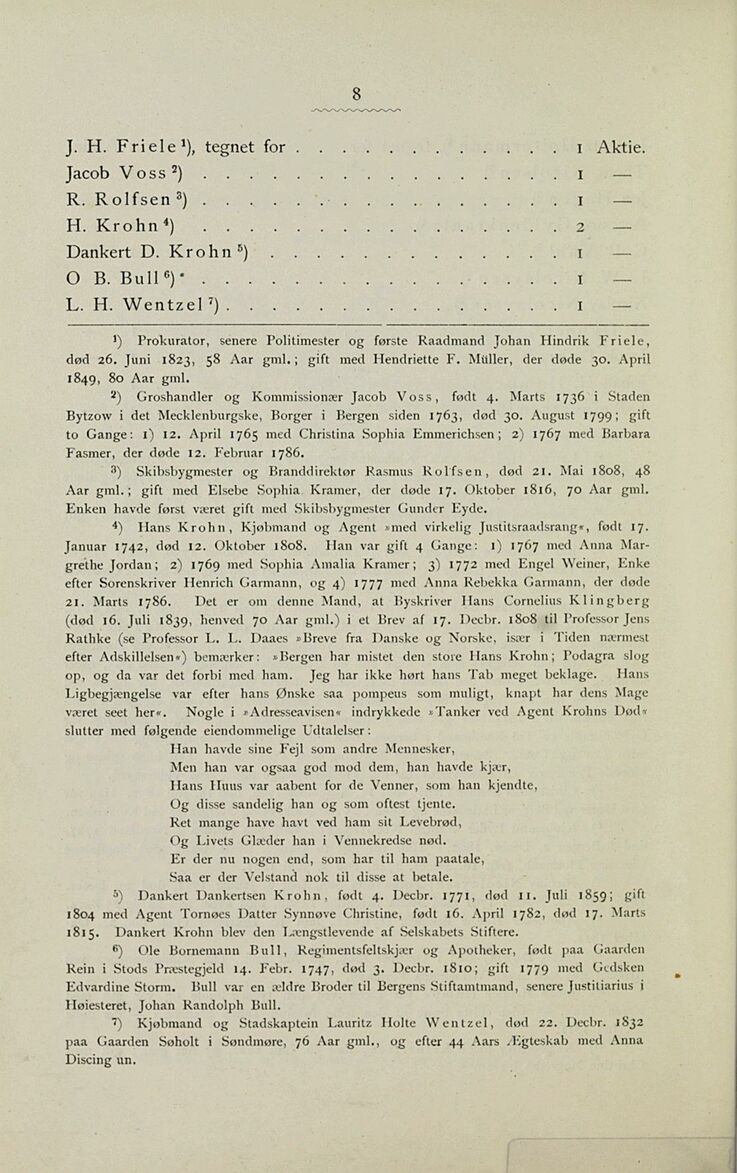 8
J. H. Friele ¹), tegnet for . . . . . . . . . . . . 1 Aktie.
Jacob Voss ²) . . . . . . . . . . . . . . . . 1 —
R. Rolfsen ³) . . . . . . . . . . . . . . . . 1 —
H. Krohn ⁴) . . . . . . . . . . . . . . . . 2 —
Dankert D. Krohn ⁵) . . . . . . . . . . . . . 1 —
O B. Bull ⁶) . . . . . . . . . . . . . . . . 1 —
L. H. Wentzel ⁷) . . . . . . . . . . . . . . . 1 —
¹) Prokurator, senere Politimester og første Raadmand Johan Hindrik Friele,
død 26. Juni 1823, 58 Aar gml.; gift med Hendriette F. Müller, der døde 30. April
1849, 80 Aar gml.
²) Groshandler og Kommissionær Jacob Voss, født 4. Marts 1736 i Staden
Bytzow i det Mecklenburgske, Borger i Bergen siden 1763, død 30. August 1799; gift
to Gange: 1) 12. April 1765 med Christina Sophia Emmerichsen; 2) 1767 med Barbara
Fasmer, der døde 12. Februar 1786.
³) Skibsbygmester og Branddirektør Rasmus Rolfsen, død 21. Mai 1808, 48
Aar gml.; gift med Elsebe Sophia Kramer, der døde 17. Oktober 1816, 70 Aar gml.
Enken havde først været gift med Skibsbygmester Gunder Eyde.
⁴) Hans Krohn, Kjøbmand og Agent »med virkelig Justitsraadsrang«, født 17.
Januar 1742, død 12. Oktober 1808. Han var gift 4 Gange: 1) 1767 med Anna Mar-
grethe Jordan; 2) 1769 med Sophia Amalia Kramer; 3) 1772 med Engel Weiner, Enke
efter Sorenskriver Henrich Garmann, og 4) 1777 med Anna Rebekka Garmann, der døde
21. Marts 1786. Det er om denne Mand, at Byskriver Hans Cornelius Klingberg
(død 16. Juli 1839, henved 70 Aar gml.) i et Brev af 17. Decbr. 1808 til Professor Jens
Rathke (se Professor L. L. Daaes »Breve fra Danske og Norske, især i Tiden nærmest
efter Adskillelsen«) bemærker: »Bergen har mistet den store Hans Krohn; Podagra slog
op, og da var det forbi med ham. Jeg har ikke hørt hans Tab meget beklage. Hans
Ligbegjængelse var efter hans Ønske saa pompeus som muligt, knapt har dens Mage
været seet her«. Nogle i »Adresseavisen« indrykkede »Tanker ved Agent Krohns Død«
slutter med følgende eiendommelige Udtalelser:
Han havde sine Fejl som andre Mennesker,
Men han var ogsaa god mod dem, han havde kjær,
Hans Huus var aabent for de Venner, som han kjendte,
Og disse sandelig han og som oftest tjente.
Ret mange have havt ved ham sit Levebrød,
Og Livets Glæder han i Vennekredse nød.
Er der nu nogen end, som har til ham paatale,
Saa er der Velstand nok til disse at betale.
⁵) Dankert Dankertsen Krohn, født 4. Decbr. 1771, død 11. Juli 1859; gift
1804 med Agent Tornøes Datter Synnøve Christine, født 16. April 1782, død 17. Marts
1815. Dankert Krohn blev den Længstlevende af Selskabets Stiftere.
⁶) Ole Bornemann Bull, Regimentsfeltskjær og Apotheker, født paa Gaarden
Rein i Stods Præstegjeld 14. Febr. 1747, død 3. Decbr. 1810; gift 1779 med Gedsken
Edvardine Storm. Bull var en ældre Broder til Bergens Stiftamtmand, senere Justitiarius i
Høiesteret, Johan Randolph Bull.
⁷) Kjøbmand og Stadskaptein Lauritz Holte Wentzel, død 22. Decbr. 1832
paa Gaarden Søholt i Søndmøre, 76 Aar gml., og efter 44 Aars Ægteskab med Anna
Discing un.